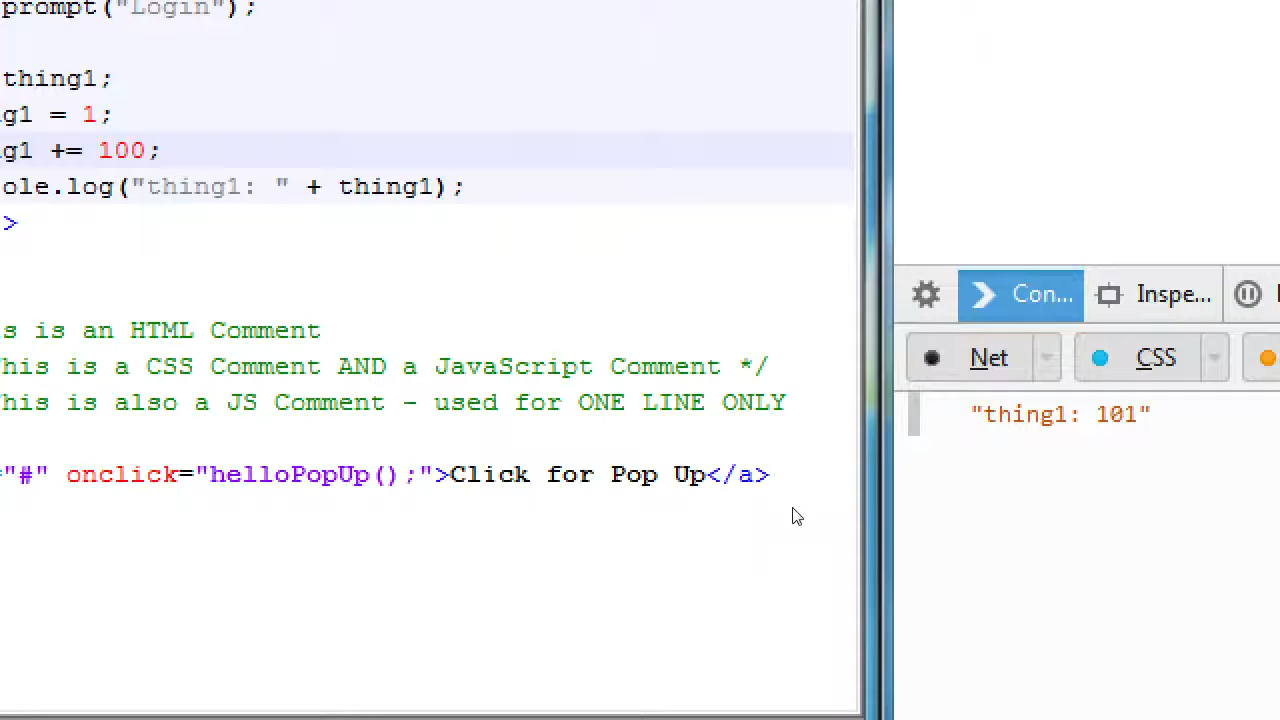 prompt("Login");
thing1;
g1 = 1;
g1 += 100;
ole.log("thing1: " + thing1);
>
s is an HTML Comment
his is a CSS Comment AND a JavaScript Comment */
his is also a JS Comment - used for ONE LINE ONLY
="#" onclick="helloPopUp();">Click for Pop Up</a>
Con... Inspe...
Net CSS
"thing1: 101"